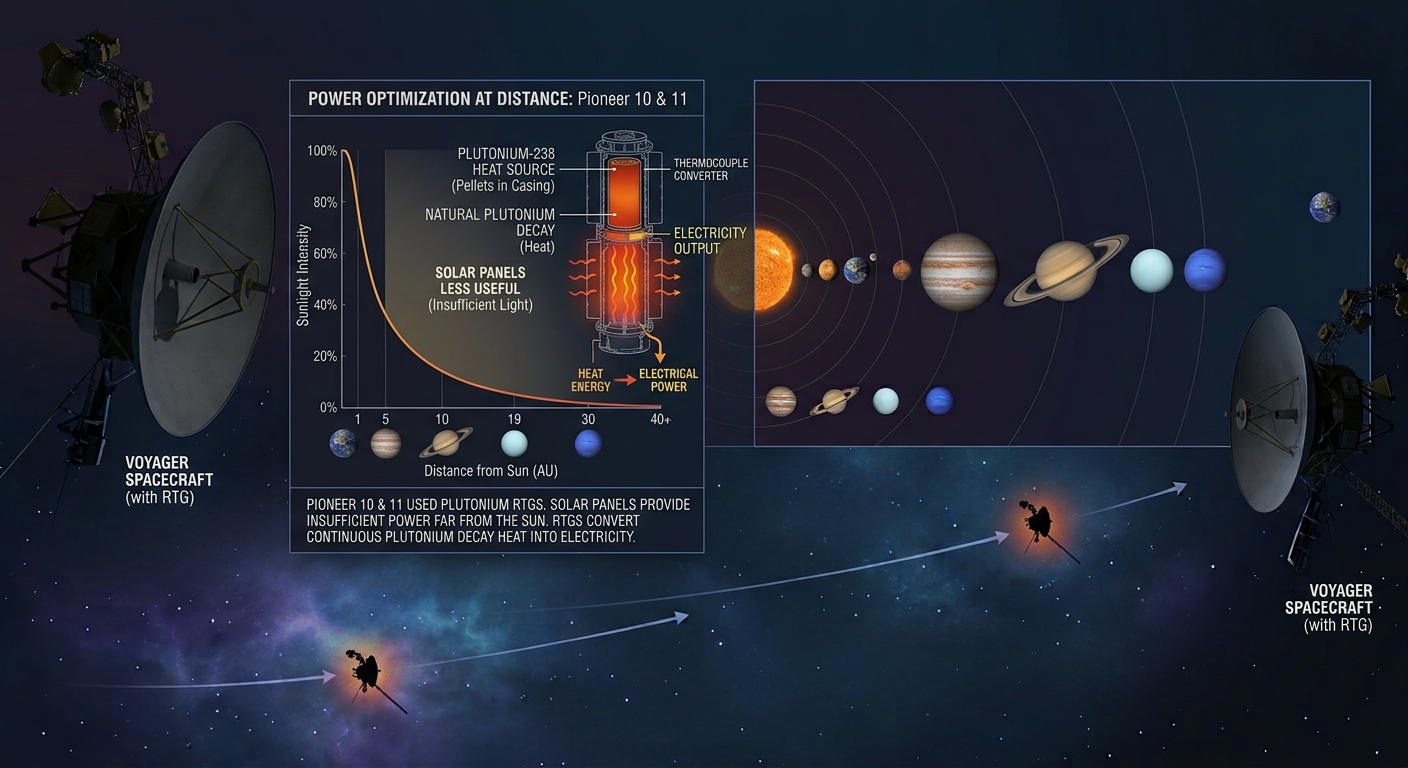 POWER OPTIMIZATION AT DISTANCE: Pioneer 10 & 11
100%
80%
60%
40%
20%
0%
Sunlight Intensity
PLUTONIUM-238
HEAT SOURCE
(Pellets in Casing)
NATURAL PLUTONIUM
DECAY
(Heat)
SOLAR PANELS
LESS USEFUL
(Insufficient Light)
THERMDCOUPLE
CONVERTER
ELECTRICITY
OUTPUT
HEAT
ENERGY
ELECTRICAL
POWER
1 5 10 19 30 40+
Distance from Sun (AU)
PIONEER 10 & 11 USED PLUTONIUM RTGS. SOLAR PANELS PROVIDE
INSUFFICIENT POWER FAR FROM THE SUN. RTGS CONVERT
CONTINUOUS PLUTONIUM DECAY HEAT INTO ELECTRICITY.
VOYAGER
SPACECRAFT
(with RTG)
VOYAGER
SPACECRAFT
(with RTG)